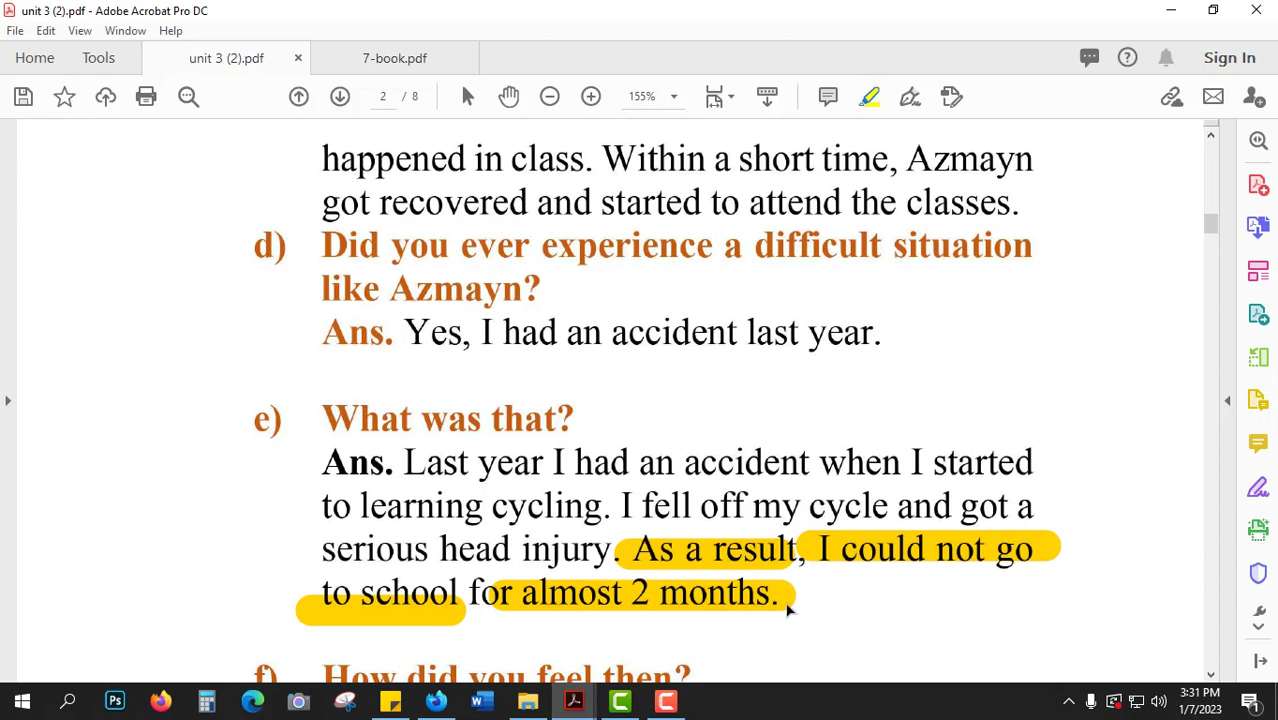 unit 3 (2).pdf - Adobe Acrobat Pro DC
File Edit View Window Help
Home Tools unit 3 (2).pdf × 7-book.pdf Sign In
2 / 8 155%
happened in class. Within a short time, Azmayn
got recovered and started to attend the classes.
d) Did you ever experience a difficult situation
like Azmayn?
Ans. Yes, I had an accident last year.
e) What was that?
Ans. Last year I had an accident when I started
to learning cycling. I fell off my cycle and got a
serious head injury. As a result, I could not go
to school for almost 2 months.
f) How did you feel then?
Ps
3:31 PM
1/7/2023